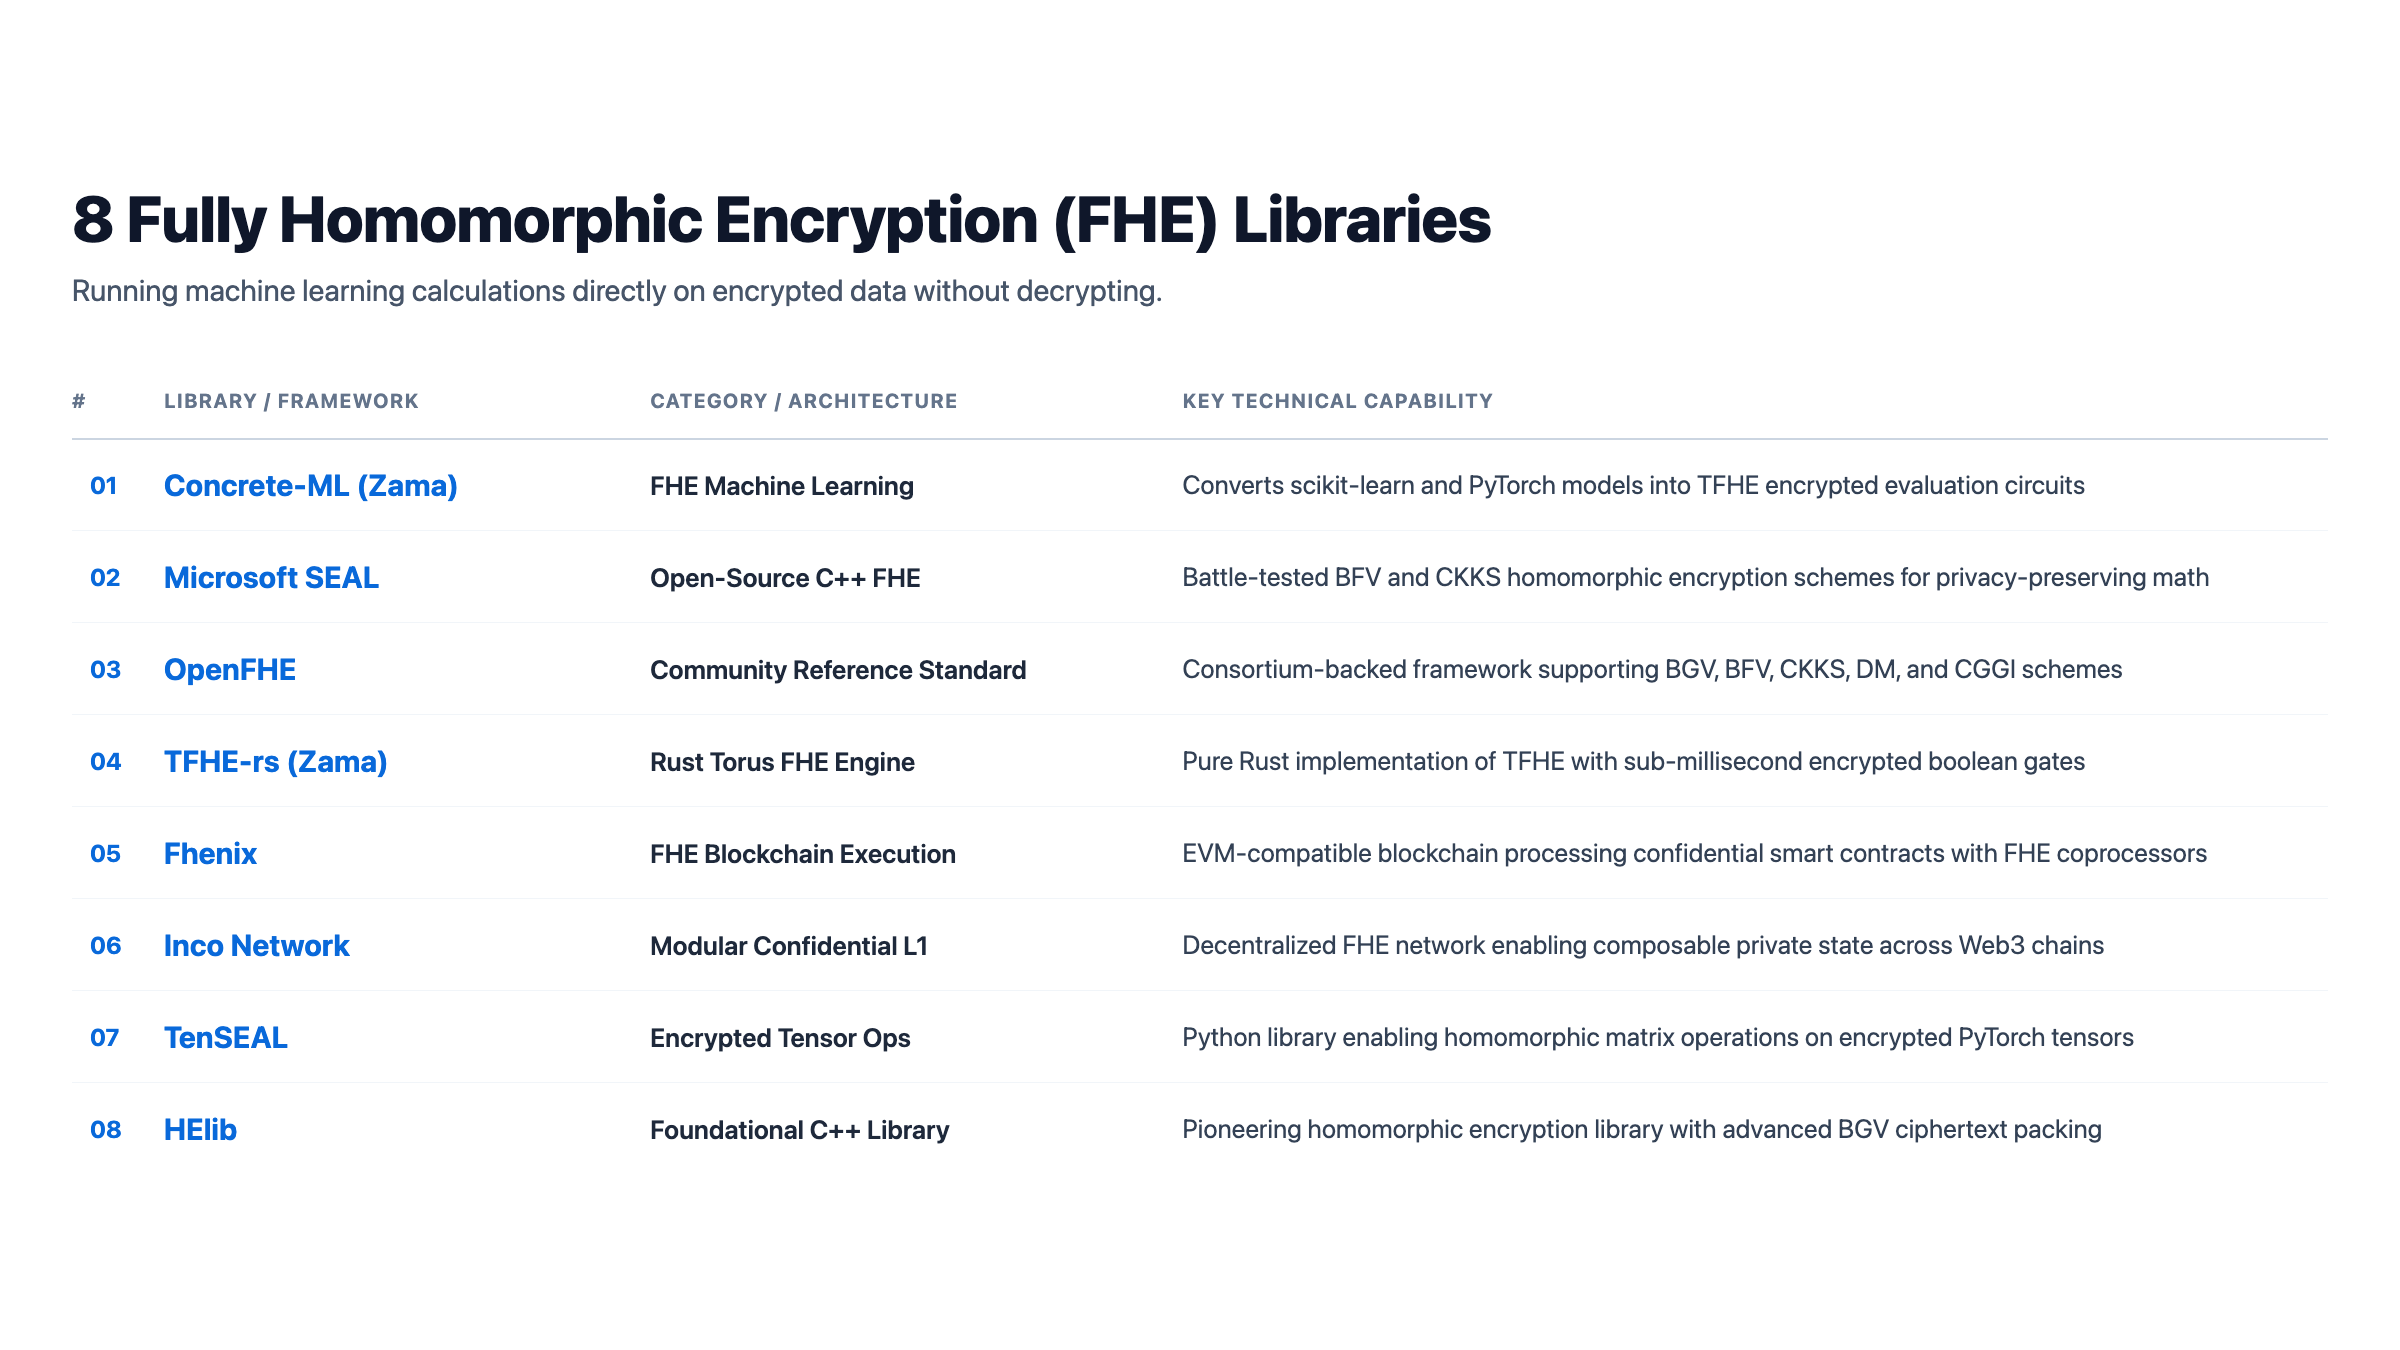 8 Fully Homomorphic Encryption (FHE) Libraries
Running machine learning calculations directly on encrypted data without decrypting.
# LIBRARY / FRAMEWORK CATEGORY / ARCHITECTURE KEY TECHNICAL CAPABILITY
01 Concrete-ML (Zama) FHE Machine Learning Converts scikit-learn and PyTorch models into TFHE encrypted evaluation circuits
02 Microsoft SEAL Open-Source C++ FHE Battle-tested BFV and CKKS homomorphic encryption schemes for privacy-preserving math
03 OpenFHE Community Reference Standard Consortium-backed framework supporting BGV, BFV, CKKS, DM, and CGGI schemes
04 TFHE-rs (Zama) Rust Torus FHE Engine Pure Rust implementation of TFHE with sub-millisecond encrypted boolean gates
05 Fhenix FHE Blockchain Execution EVM-compatible blockchain processing confidential smart contracts with FHE coprocessors
06 Inco Network Modular Confidential L1 Decentralized FHE network enabling composable private state across Web3 chains
07 TenSEAL Encrypted Tensor Ops Python library enabling homomorphic matrix operations on encrypted PyTorch tensors
08 HElib Foundational C++ Library Pioneering homomorphic encryption library with advanced BGV ciphertext packing